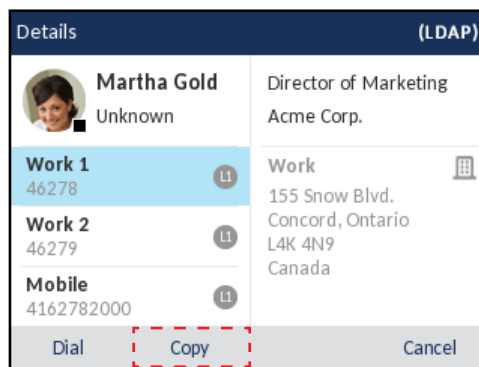 Details (LDAP)
Martha Gold
Unknown
Work 1
46278
L1
Work 2
46279
L1
Mobile
4162782000
L1
Director of Marketing
Acme Corp.
Work
155 Snow Blvd.
Concord, Ontario
L4K 4N9
Canada
Dial Copy Cancel